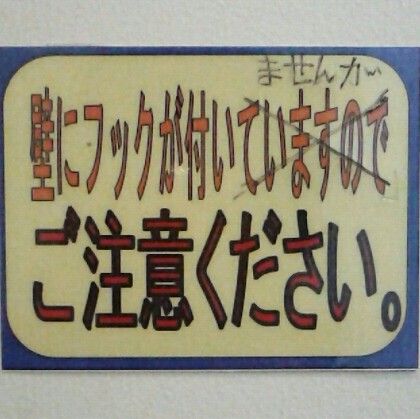 ませんが
壁にフックが付いていますので
ご注意ください。